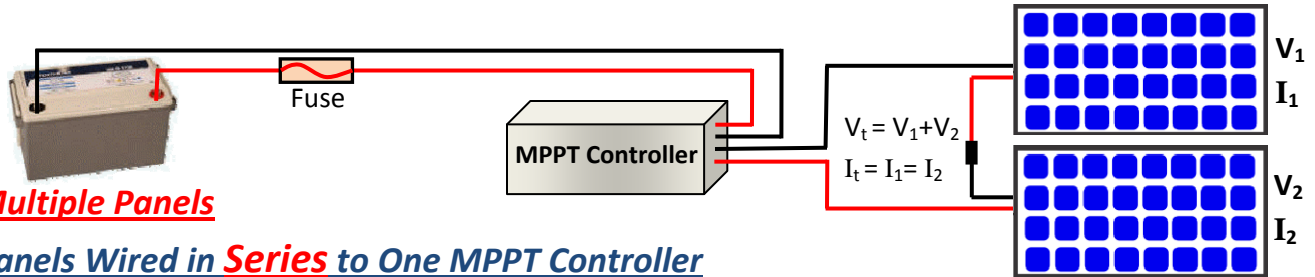 V₁
I₁
Fuse
MPPT Controller
Vₜ = V₁+V₂
Iₜ = I₁= I₂
V₂
I₂
Multiple Panels
anels Wired in Series to One MPPT Controller